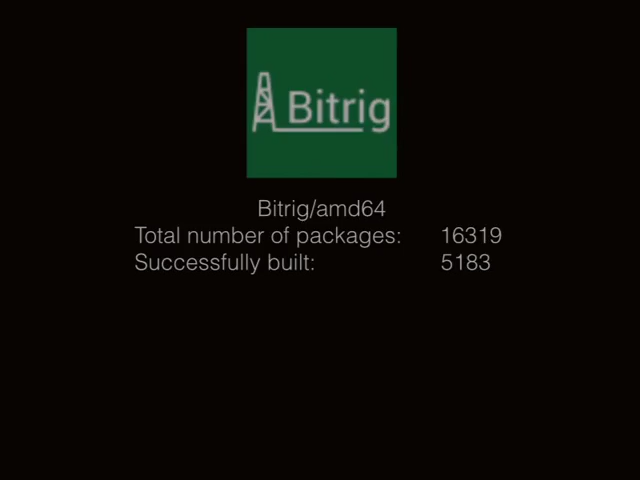 Bitrig
Bitrig/amd64
Total number of packages: 16319
Successfully built: 5183